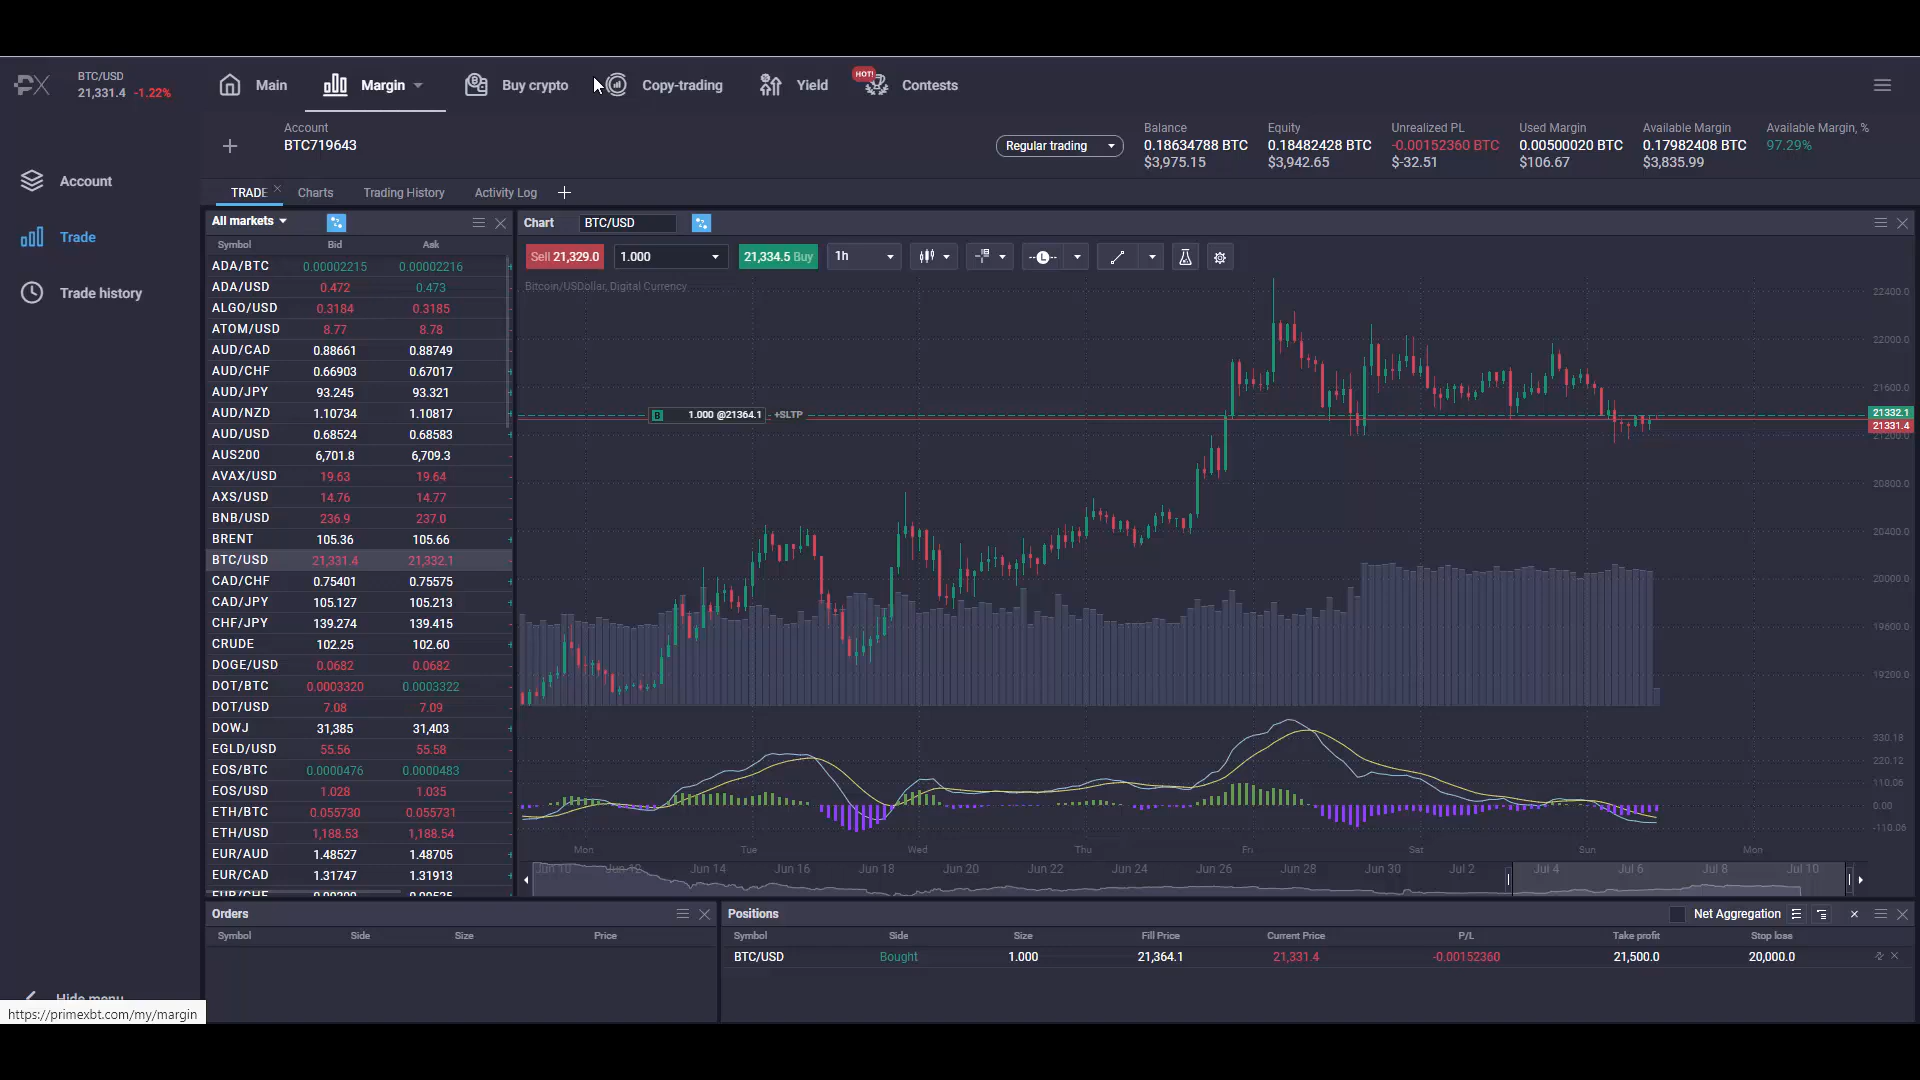 BTC/USD
21,331.4 -1.22%
Main
Margin
Buy crypto
Copy-trading
Yield
HOT!
Contests
Account
BTC719643
Regular trading
Balance
0.18634788 BTC
$3,975.15
Equity
0.18482428 BTC
$3,942.65
Unrealized PL
-0.00152360 BTC
$-32.51
Used Margin
0.00500020 BTC
$106.67
Available Margin
0.17982408 BTC
$3,835.99
Available Margin, %
97.29%
Account
Trade
Trade history
Hide menu
https://primexbt.com/my/margin
TRADE Charts Trading History Activity Log
All markets
Symbol Bid Ask
ADA/BTC 0.00002215 0.00002216
ADA/USD 0.472 0.473
ALGO/USD 0.3184 0.3185
ATOM/USD 8.77 8.78
AUD/CAD 0.88661 0.88749
AUD/CHF 0.66903 0.67017
AUD/JPY 93.245 93.321
AUD/NZD 1.10734 1.10817
AUD/USD 0.68524 0.68583
AUS200 6,701.8 6,709.3
AVAX/USD 19.63 19.64
AXS/USD 14.76 14.77
BNB/USD 236.9 237.0
BRENT 105.36 105.66
BTC/USD 21,331.4 21,332.1
CAD/CHF 0.75401 0.75575
CAD/JPY 105.127 105.213
CHF/JPY 139.274 139.415
CRUDE 102.25 102.60
DOGE/USD 0.0682 0.0682
DOT/BTC 0.0003320 0.0003322
DOT/USD 7.08 7.09
DOWJ 31,385 31,403
EGLD/USD 55.56 55.58
EOS/BTC 0.0000476 0.0000483
EOS/USD 1.028 1.035
ETH/BTC 0.055730 0.055731
ETH/USD 1,188.53 1,188.54
EUR/AUD 1.48527 1.48705
EUR/CAD 1.31747 1.31913
Chart BTC/USD
Sell 21,329.0 1.000 21,334.5 Buy 1h
Bitcoin/USDollar, Digital Currency
B 1.000 @21364.1 +SLTP
22400.0
22000.0
21600.0
21332.1
21331.4
21200.0
20800.0
20400.0
20000.0
19600.0
19200.0
330.18
220.12
110.06
0.00
-110.06
Mon Tue Wed Thu Fri Sat Sun Mon
Jun 10 Jun 12 Jun 14 Jun 16 Jun 18 Jun 20 Jun 22 Jun 24 Jun 26 Jun 28 Jun 30 Jul 2 Jul 4 Jul 6 Jul 8 Jul 10
Orders
Symbol Side Size Price
Positions
Net Aggregation
Symbol Side Size Fill Price Current Price P/L Take profit Stop loss
BTC/USD Bought 1.000 21,364.1 21,331.4 -0.00152360 21,500.0 20,000.0